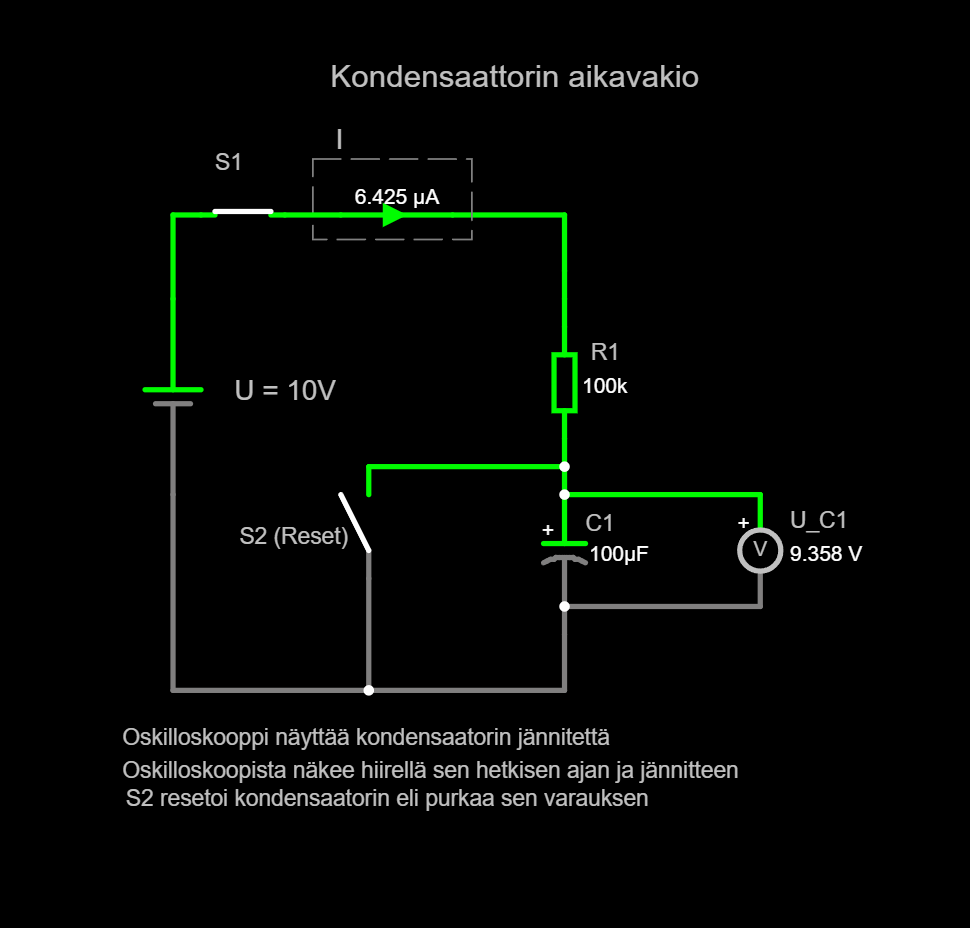 Kondensaattorin aikavakio
I
S1
6.425 µA
R1
100k
U = 10V
S2 (Reset)
+
C1
100µF
+
U_C1
V
9.358 V
Oskilloskooppi näyttää kondensaatorin jännitettä
Oskilloskoopista näkee hiirellä sen hetkisen ajan ja jännitteen
S2 resetoi kondensaatorin eli purkaa sen varauksen